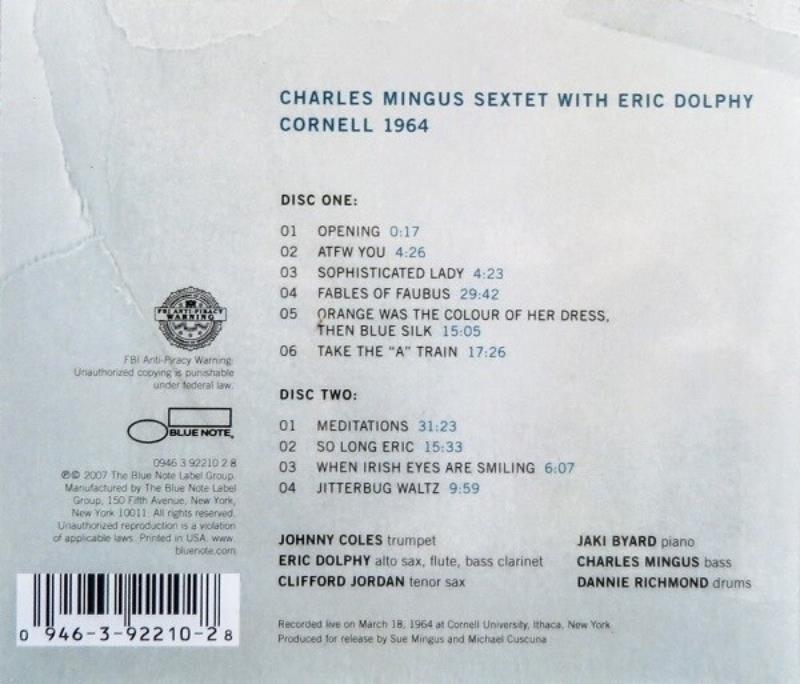 CHARLES MINGUS SEXTET WITH ERIC DOLPHY
CORNELL 1964
DISC ONE:
01 OPENING 0:17
02 ATFW YOU 4:26
03 SOPHISTICATED LADY 4:23
04 FABLES OF FAUBUS 29:42
05 ORANGE WAS THE COLOUR OF HER DRESS,
THEN BLUE SILK 15:05
06 TAKE THE "A" TRAIN 17:26
DISC TWO:
01 MEDITATIONS 31:23
02 SO LONG ERIC 15:33
03 WHEN IRISH EYES ARE SMILING 6:07
04 JITTERBUG WALTZ 9:59
JOHNNY COLES trumpet
ERIC DOLPHY alto sax, flute, bass clarinet
CLIFFORD JORDAN tenor sax
JAKI BYARD piano
CHARLES MINGUS bass
DANNIE RICHMOND drums
Recorded live on March 18, 1964 at Cornell University, Ithaca, New York
Produced for release by Sue Mingus and Michael Cuscuna
FBI ANTI-PIRACY
WARNING
FBI Anti-Piracy Warning:
Unauthorized copying is punishable
under federal law.
BLUE NOTE
0946 3 92210 2 8
℗© 2007 The Blue Note Label Group.
Manufactured by The Blue Note Label
Group, 150 Fifth Avenue, New York,
New York 10011. All rights reserved.
Unauthorized reproduction is a violation
of applicable laws. Printed in USA. www.
bluenote.com
0 946-3-92210-2 8